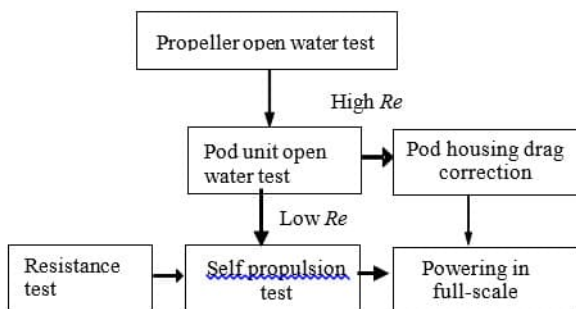 Propeller open water test
High Re
Pod unit open
water test
Pod housing drag
correction
Low Re
Resistance
test
Self propulsion
test
Powering in
full-scale